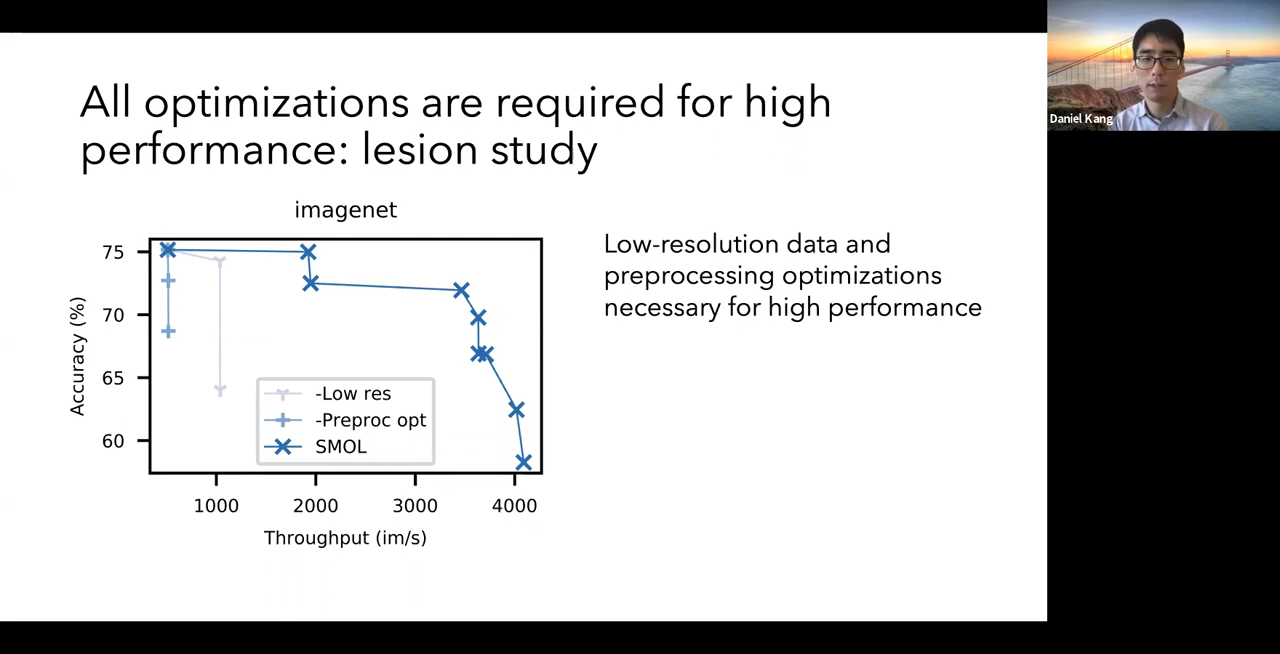 All optimizations are required for high
performance: lesion study
imagenet
75
70
65
60
Accuracy (%)
-Low res
-Preproc opt
SMOL
1000 2000 3000 4000
Throughput (im/s)
Low-resolution data and
preprocessing optimizations
necessary for high performance
Daniel Kang